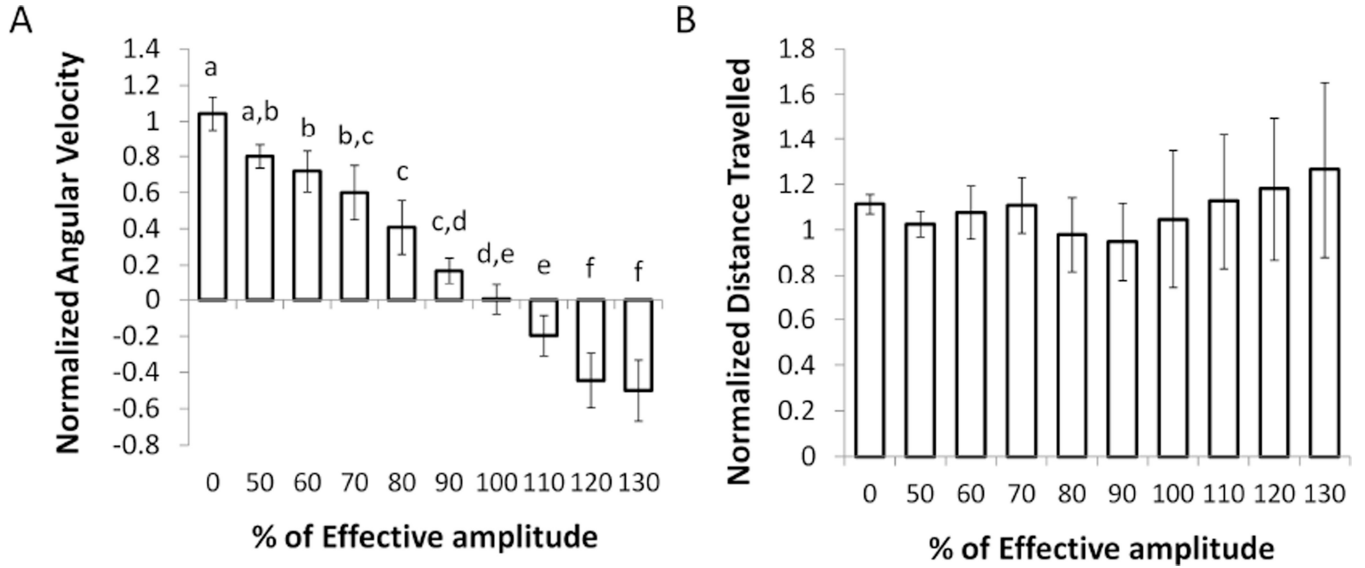 A
Normalized Angular Velocity
1.4
1.2
1
0.8
0.6
0.4
0.2
0
-0.2
-0.4
-0.6
-0.8
a
a,b
b
b,c
c
c,d
d,e
e
f
f
0 50 60 70 80 90 100 110 120 130
% of Effective amplitude
B
Normalized Distance Travelled
1.8
1.6
1.4
1.2
1
0.8
0.6
0.4
0.2
0
0 50 60 70 80 90 100 110 120 130
% of Effective amplitude